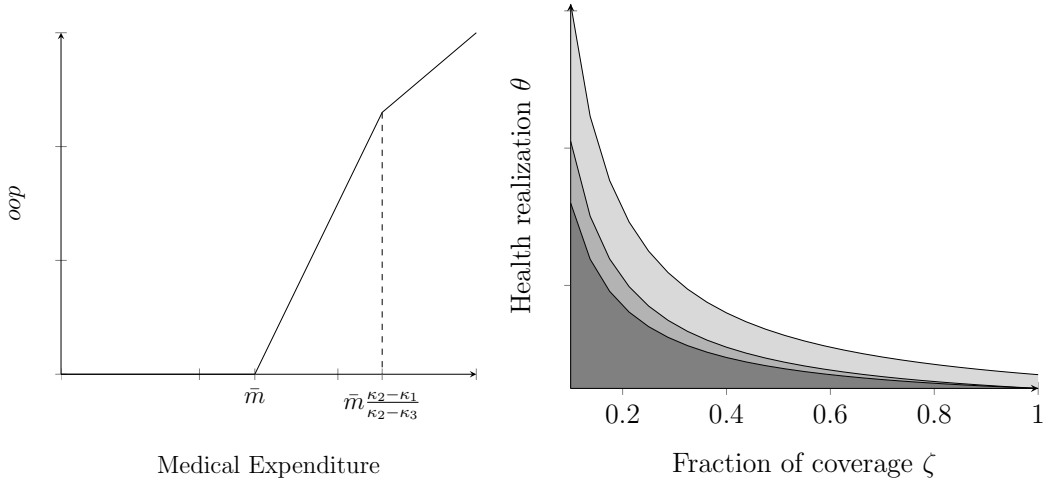 oop
m̄
m̄ κ₂−κ₁ / κ₂−κ₃
Medical Expenditure
Health realization θ
0.2 0.4 0.6 0.8 1
Fraction of coverage ζ